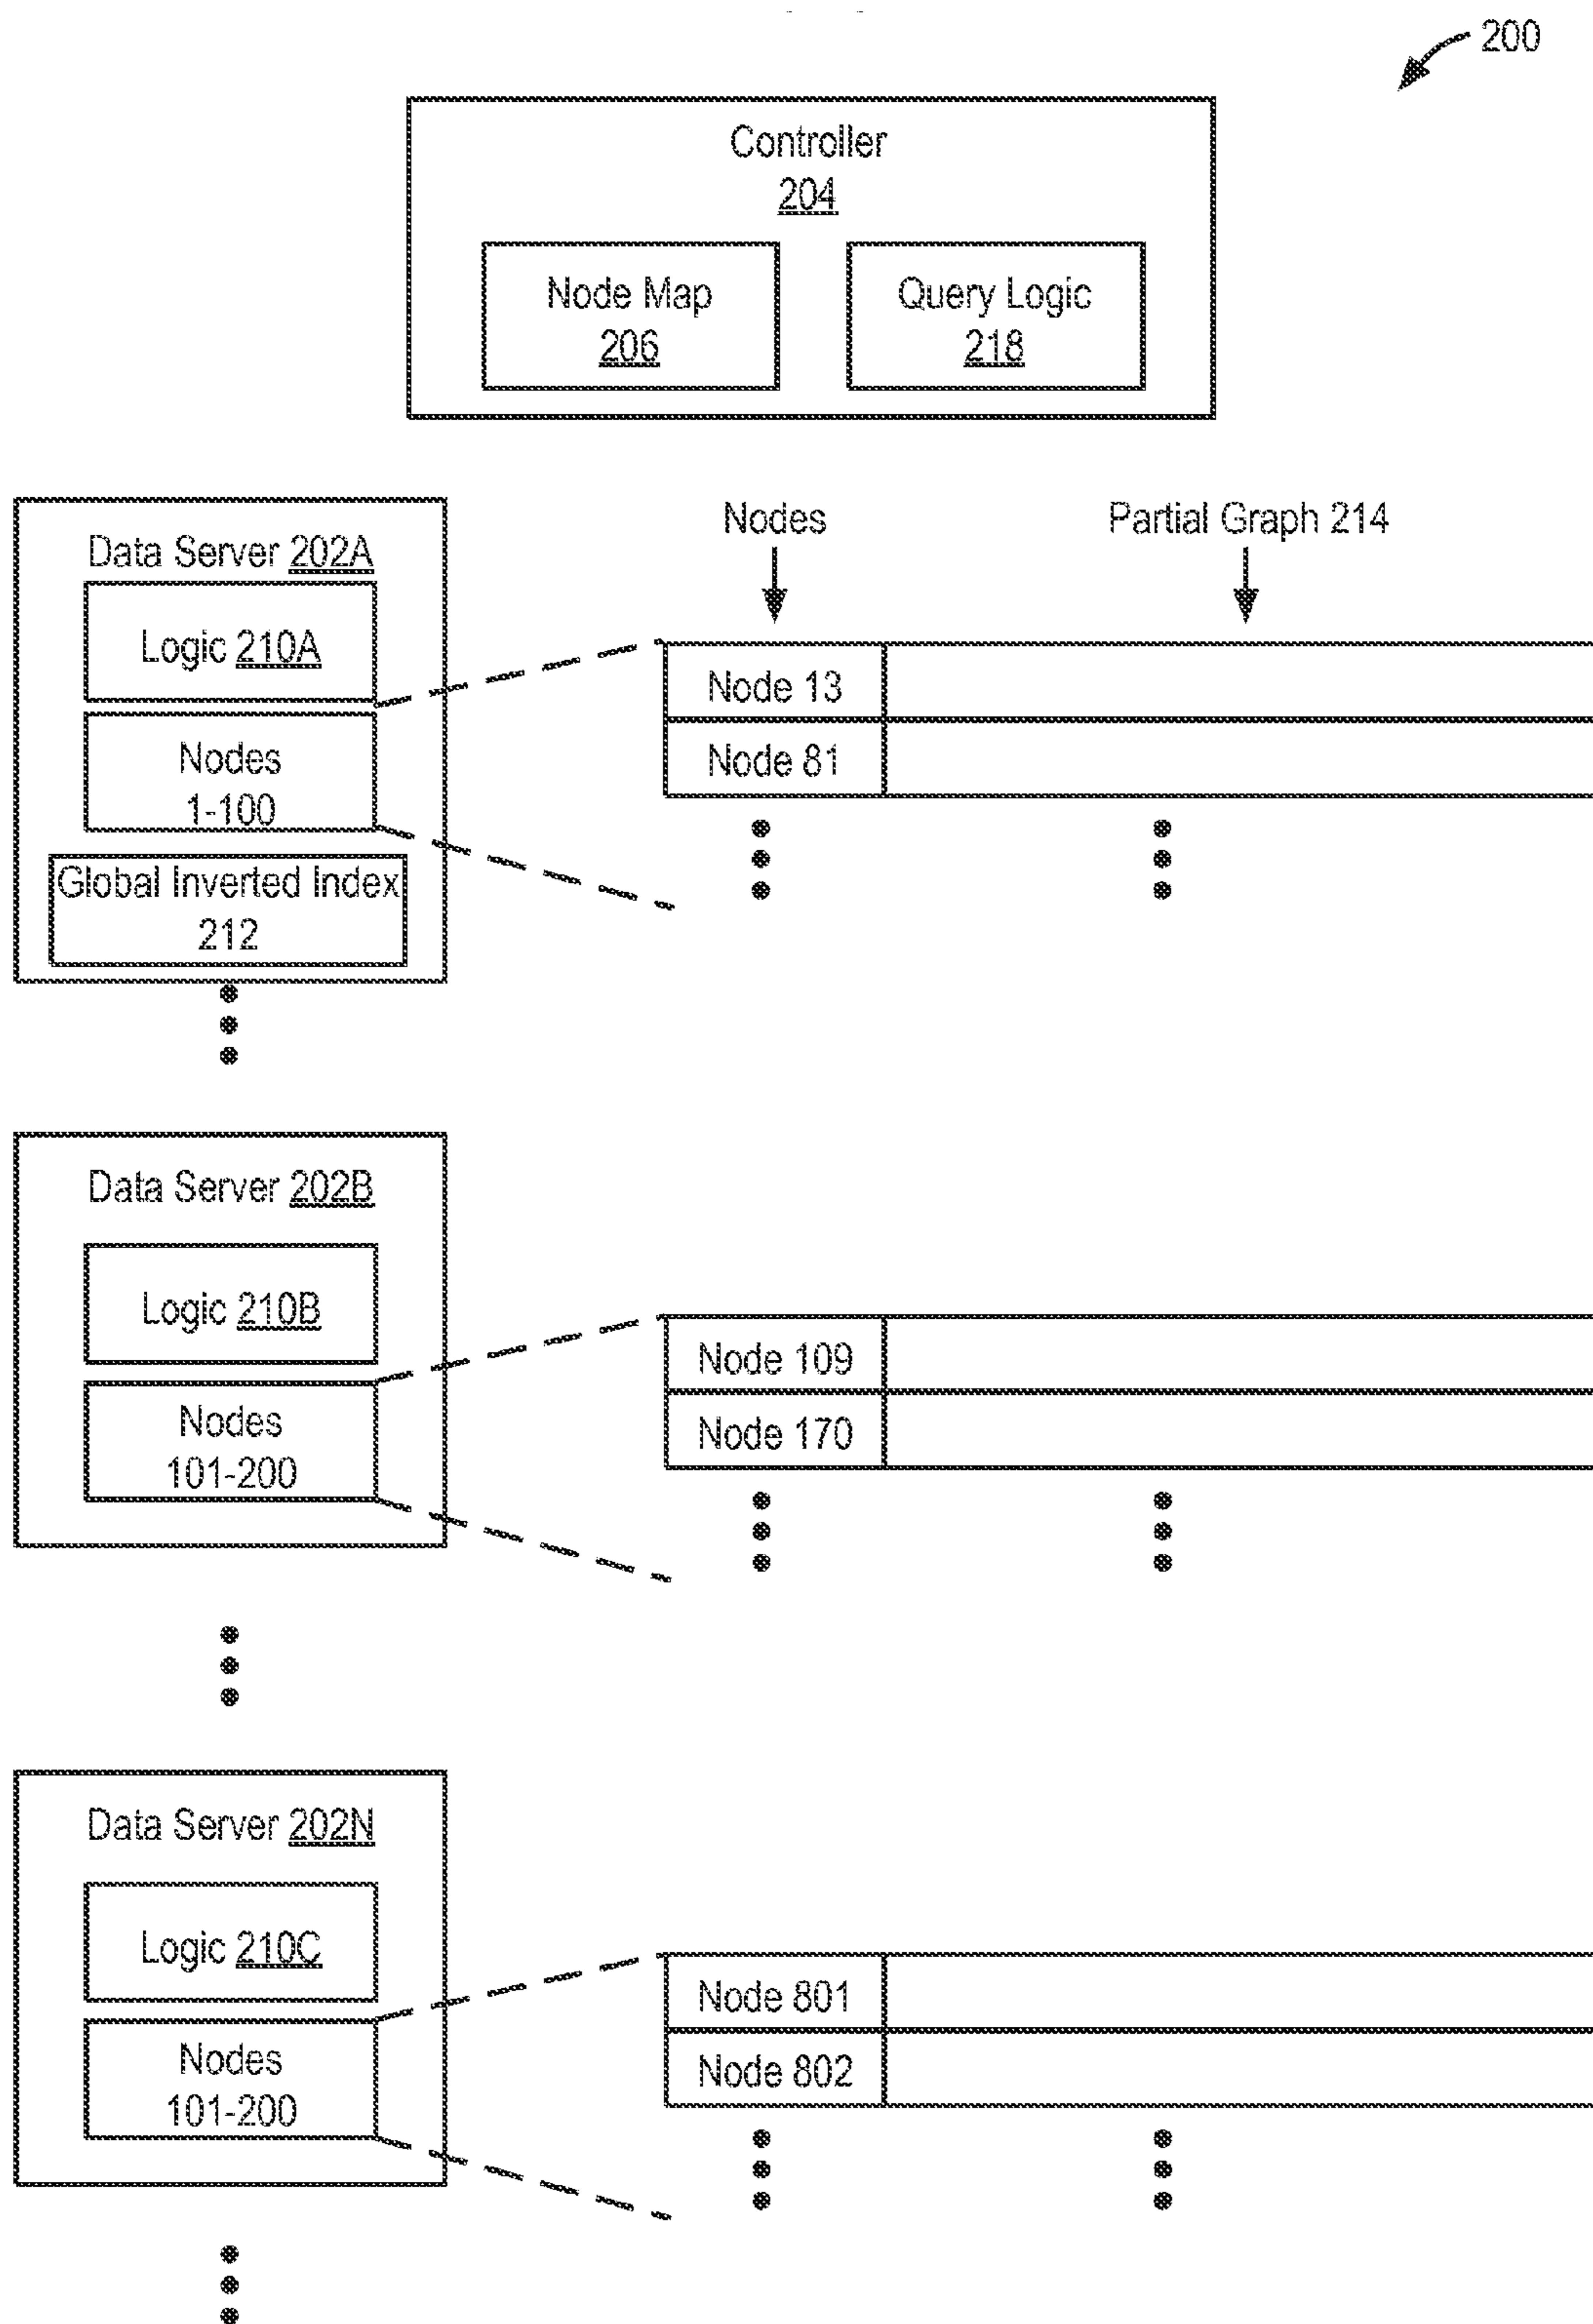 200
Controller
204
Node Map
206
Query Logic
218
Data Server 202A
Logic 210A
Nodes
1-100
Global Inverted Index
212
Nodes
Partial Graph 214
Node 13
Node 81
Data Server 202B
Logic 210B
Nodes
101-200
Node 109
Node 170
Data Server 202N
Logic 210C
Nodes
101-200
Node 801
Node 802